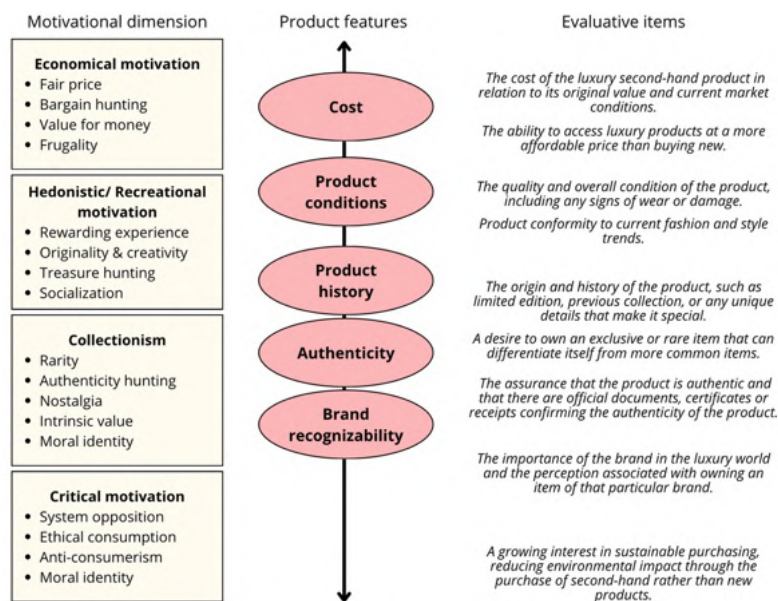 Motivational dimension
Product features
Evaluative items
Economical motivation
• Fair price
• Bargain hunting
• Value for money
• Frugality
Hedonistic/ Recreational
motivation
• Rewarding experience
• Originality & creativity
• Treasure hunting
• Socialization
Collectionism
• Rarity
• Authenticity hunting
• Nostalgia
• Intrinsic value
• Moral identity
Critical motivation
• System opposition
• Ethical consumption
• Anti-consumerism
• Moral identity
Cost
Product
conditions
Product
history
Authenticity
Brand
recognizability
The cost of the luxury second-hand product in
relation to its original value and current market
conditions.
The ability to access luxury products at a more
affordable price than buying new.
The quality and overall condition of the product,
including any signs of wear or damage.
Product conformity to current fashion and style
trends.
The origin and history of the product, such as
limited edition, previous collection, or any unique
details that make it special.
A desire to own an exclusive or rare item that can
differentiate itself from more common items.
The assurance that the product is authentic and
that there are official documents, certificates or
receipts confirming the authenticity of the product.
The importance of the brand in the luxury world
and the perception associated with owning an
item of that particular brand.
A growing interest in sustainable purchasing,
reducing environmental impact through the
purchase of second-hand rather than new
products.